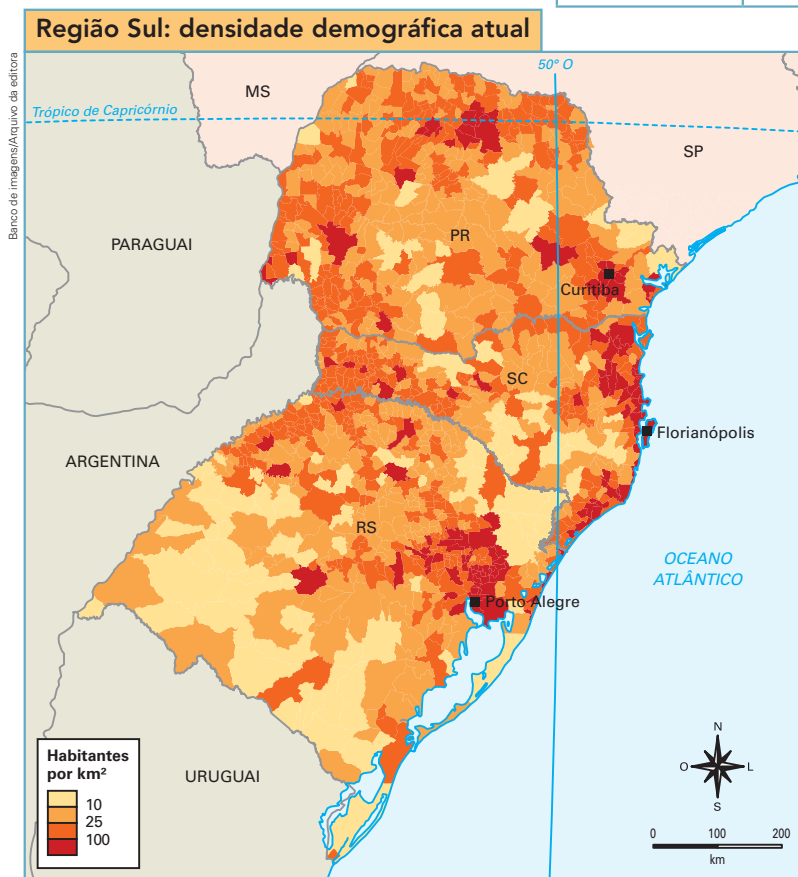 Região Sul: densidade demográfica atual
Banco de imagens/Arquivo da editora
50° O
MS
Trópico de Capricórnio
SP
PARAGUAI
PR
Curitiba
SC
Florianópolis
ARGENTINA
RS
OCEANO
ATLÂNTICO
Porto Alegre
URUGUAI
Habitantes
por km²
10
25
100
N
O
L
S
0 100 200
km